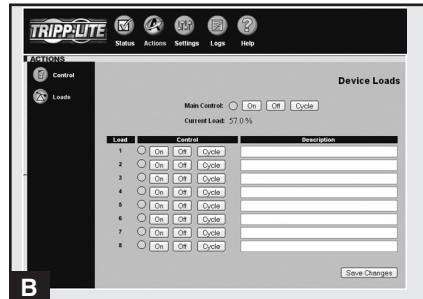 TRIPP·LITE
Status Actions Settings Logs Help
ACTIONS
Control
Loads
Device Loads
Main Control: On Off Cycle
Current Load: 57.0 %
Load Control Description
1 On Off Cycle
2 On Off Cycle
3 On Off Cycle
4 On Off Cycle
5 On Off Cycle
6 On Off Cycle
7 On Off Cycle
8 On Off Cycle
Save Changes
B